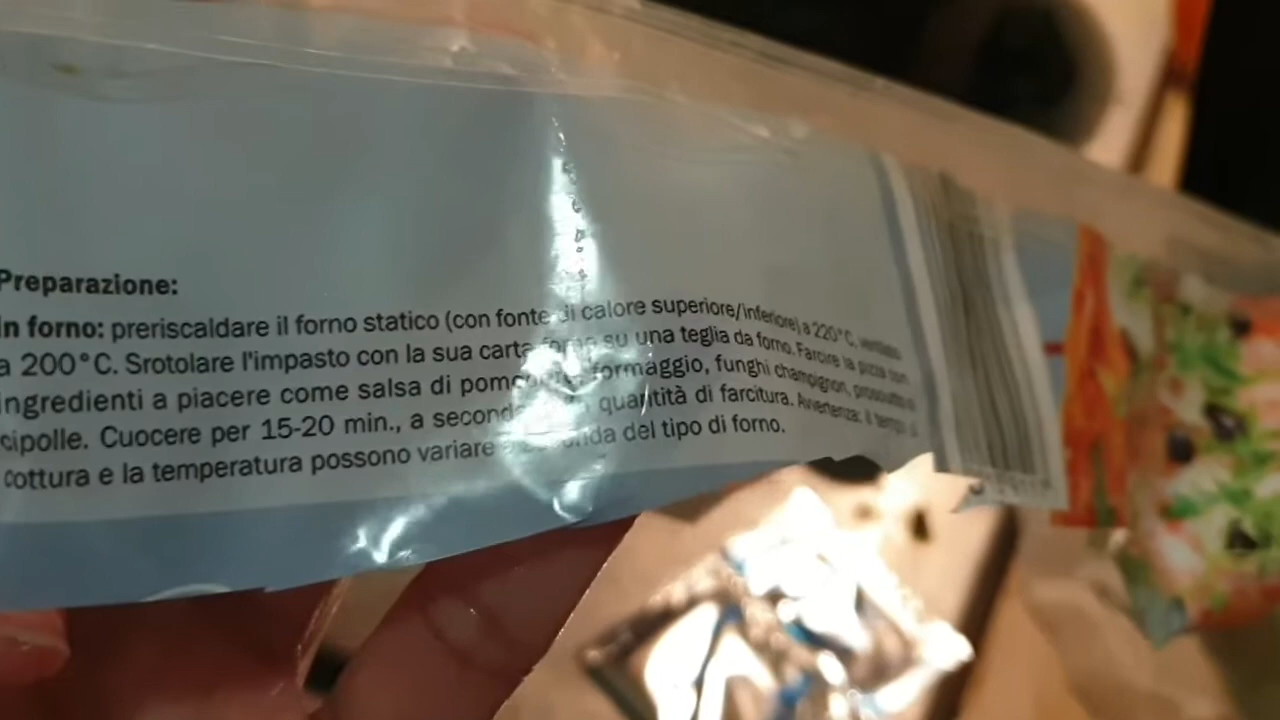 Preparazione:
in forno: preriscaldare il forno statico (con fonte di calore superiore/inferiore) a 220°C, ventilato
a 200°C. Srotolare l'impasto con la sua carta forno su una teglia da forno. Farcire la pizza con
ingredienti a piacere come salsa di pomodoro, formaggio, funghi champignon, prosciutto o
cipolle. Cuocere per 15-20 min., a seconda quantità di farcitura. Avvertenza: il tempo di
cottura e la temperatura possono variare a seconda del tipo di forno.